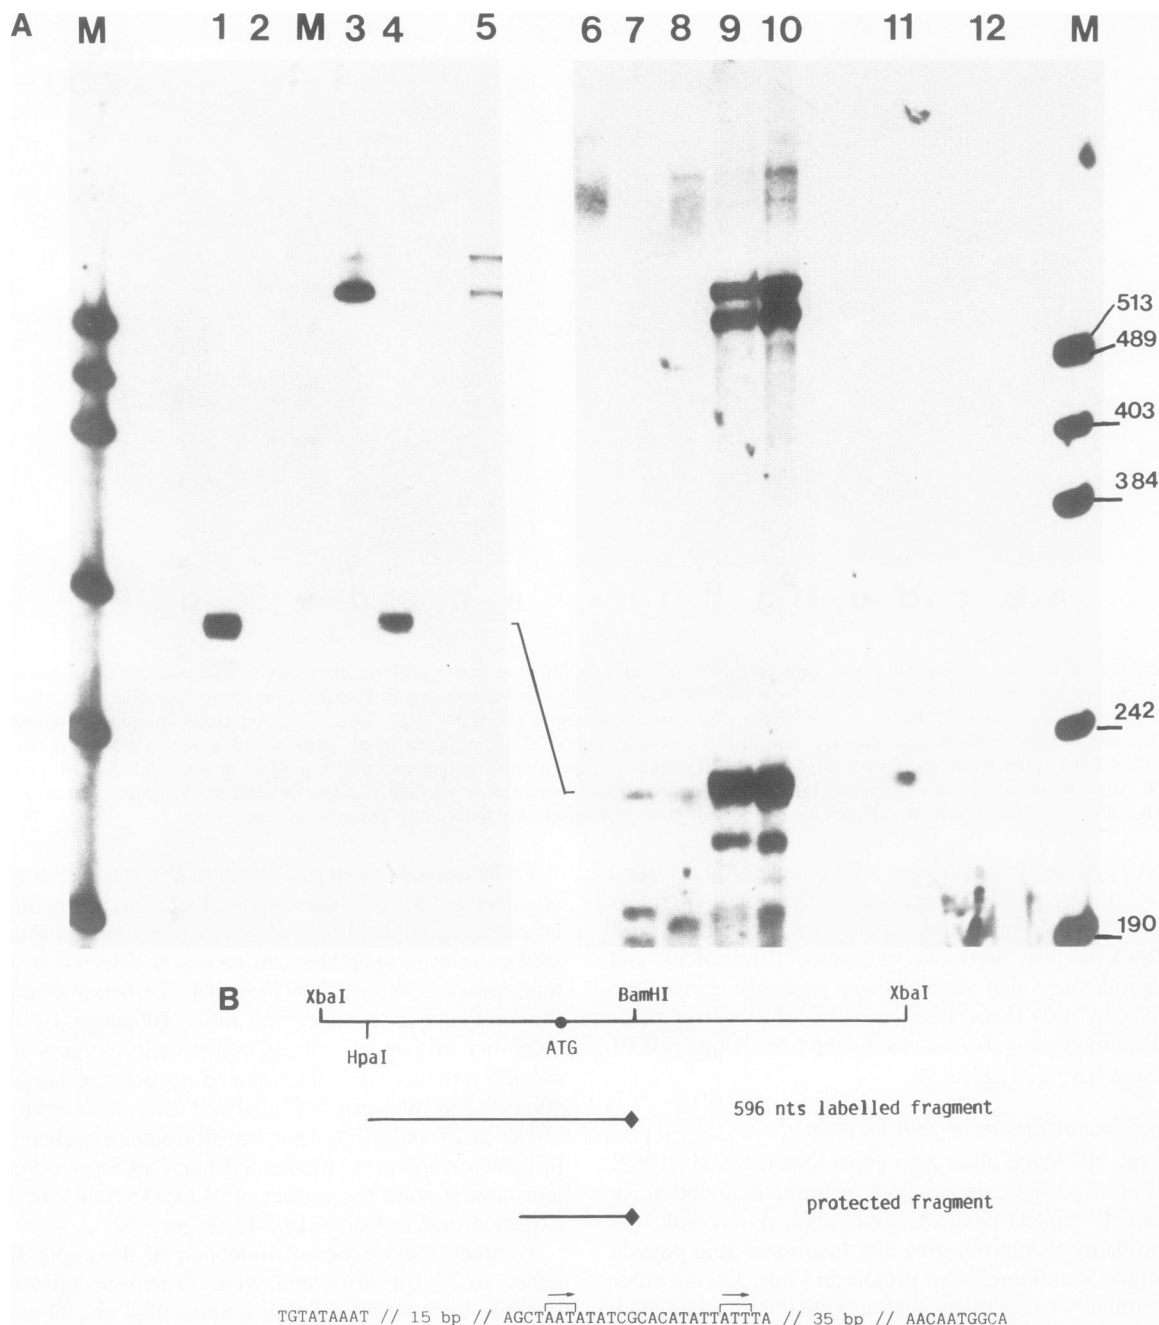 A M 1 2 M 3 4 5 6 7 8 9 10 11 12 M
513
489
403
384
242
190
B
XbaI BamHI XbaI
HpaI ATG
596 nts labelled fragment
protected fragment
TGTATAAAT // 15 bp // AGCTAATATATCGCACATATTATTTA // 35 bp // AACAATGGCA